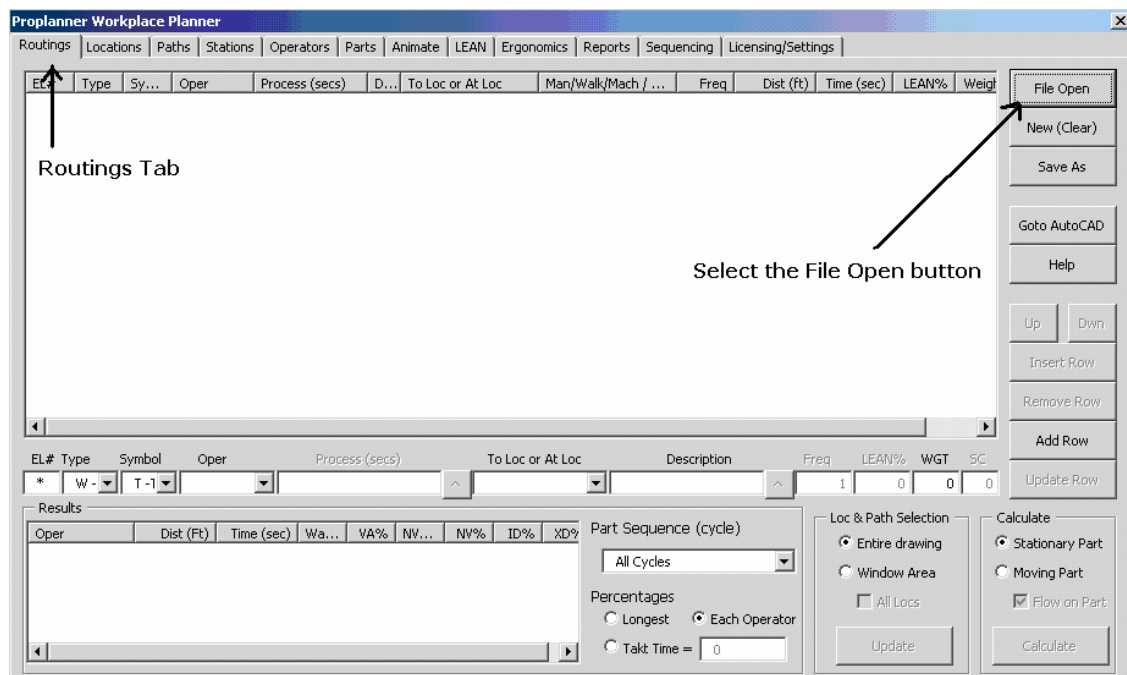 Proplanner Workplace Planner
Routings Locations Paths Stations Operators Parts Animate LEAN Ergonomics Reports Sequencing Licensing/Settings
EL# Type Sy... Oper Process (secs) D... To Loc or At Loc Man/Walk/Mach / ... Freq Dist (ft) Time (sec) LEAN% Weigh
File Open
New (Clear)
Routings Tab
Save As
Goto AutoCAD
Select the File Open button
Help
Up Dwn
Insert Row
Remove Row
Add Row
EL# Type Symbol Oper Process (secs) To Loc or At Loc Description Freq LEAN% WGT SC
* W - T -T 1 0 0 0
Update Row
Results
Oper Dist (Ft) Time (sec) Wa... VA% NV... NV% ID% XD%
Part Sequence (cycle)
All Cycles
Percentages
Longest Each Operator
Takt Time = 0
Loc & Path Selection
Entire drawing
Window Area
All Locs
Update
Calculate
Stationary Part
Moving Part
Flow on Part
Calculate